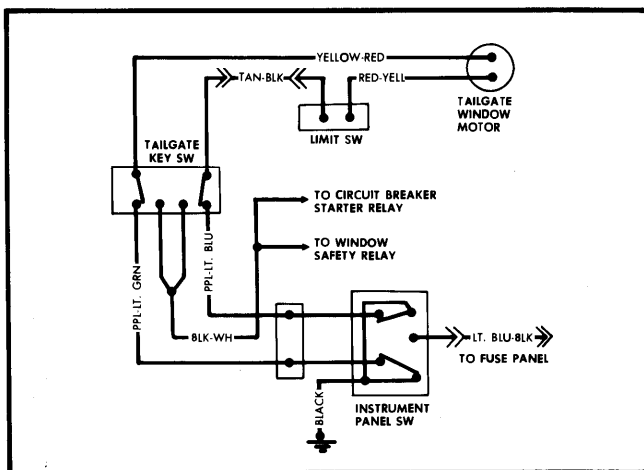 YELLOW-RED
TAN-BLK
RED-YELL
TAILGATE
WINDOW
MOTOR
LIMIT SW
TAILGATE
KEY SW
TO CIRCUIT BREAKER
STARTER RELAY
TO WINDOW
SAFETY RELAY
PPL-LT. GRN
PPL-LT. BLU
BLK-WH
LT. BLU-BLK
TO FUSE PANEL
BLACK
INSTRUMENT
PANEL SW